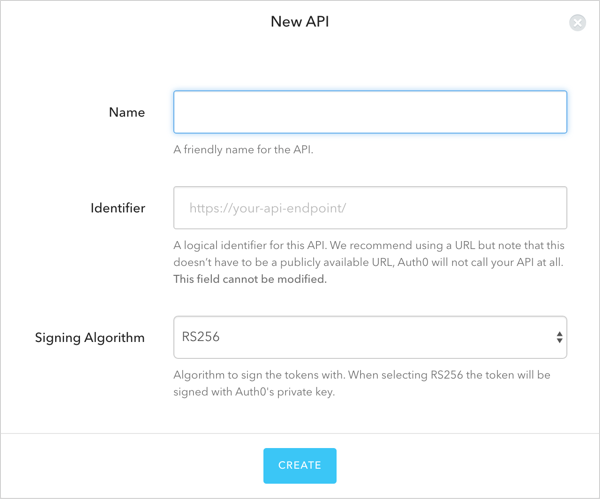 New API
Name
A friendly name for the API.
Identifier
https://your-api-endpoint/
A logical identifier for this API. We recommend using a URL but note that this
doesn't have to be a publicly available URL, Auth0 will not call your API at all.
This field cannot be modified.
Signing Algorithm
RS256
Algorithm to sign the tokens with. When selecting RS256 the token will be
signed with Auth0's private key.
CREATE